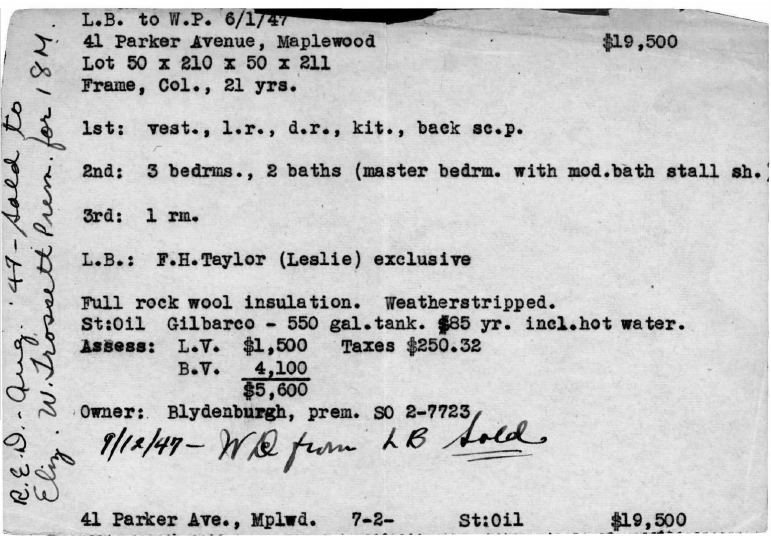 L.B. to W.P. 6/1/47
41 Parker Avenue, Maplewood $19,500
Lot 50 x 210 x 50 x 211
Frame, Col., 21 yrs.
1st: vest., l.r., d.r., kit., back sc.p.
2nd: 3 bedrms., 2 baths (master bedrm. with mod.bath stall sh.)
3rd: 1 rm.
L.B.: F.H.Taylor (Leslie) exclusive
Full rock wool insulation. Weatherstripped.
St:Oil Gilbarco - 550 gal.tank. $85 yr. incl.hot water.
Assess: L.V. $1,500 Taxes $250.32
B.V. 4,100
$5,600
Owner: Blydenburgh, prem. SO 2-7723
9/12/47 - from LB Sold
41 Parker Ave., Mplwd. 7-2- St:Oil $19,500
R.E.D. - Aug. '47 - Sold to
Eliz. W. Trossett Prem. for 18M.